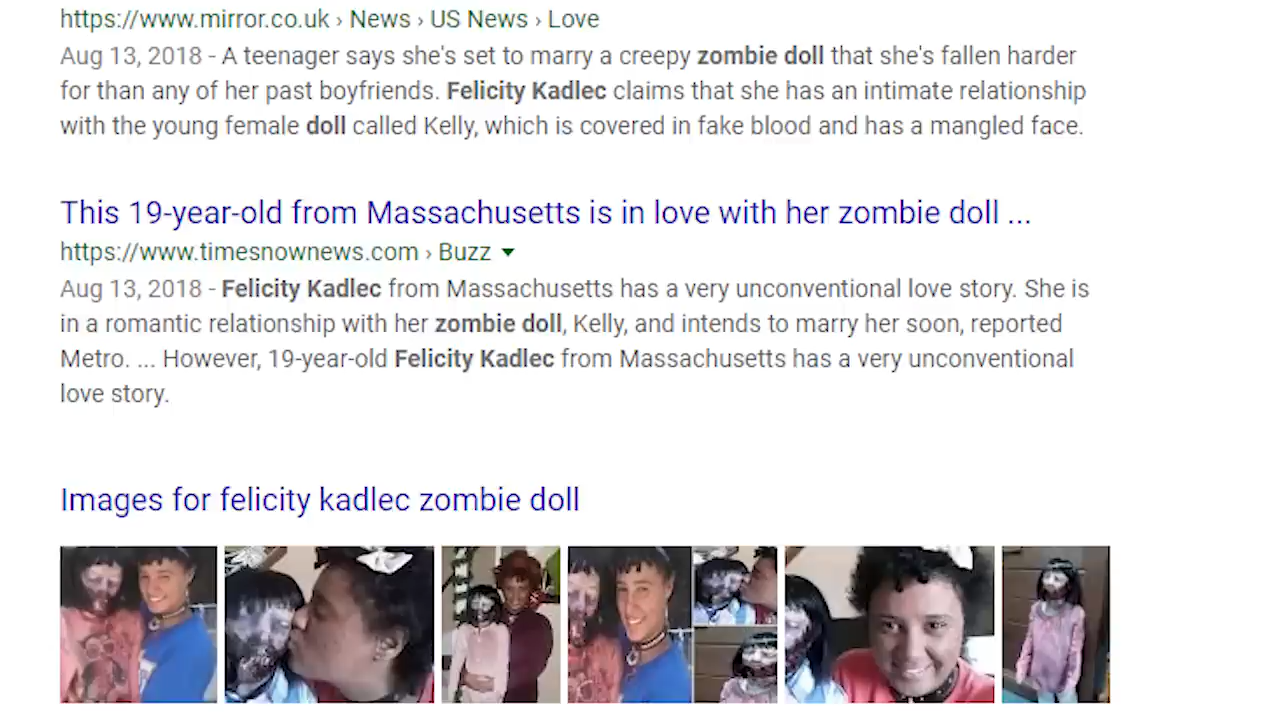 https://www.mirror.co.uk › News › US News › Love
Aug 13, 2018 - A teenager says she's set to marry a creepy zombie doll that she's fallen harder
for than any of her past boyfriends. Felicity Kadlec claims that she has an intimate relationship
with the young female doll called Kelly, which is covered in fake blood and has a mangled face.
This 19-year-old from Massachusetts is in love with her zombie doll ...
https://www.timesnownews.com › Buzz
Aug 13, 2018 - Felicity Kadlec from Massachusetts has a very unconventional love story. She is
in a romantic relationship with her zombie doll, Kelly, and intends to marry her soon, reported
Metro. ... However, 19-year-old Felicity Kadlec from Massachusetts has a very unconventional
love story.
Images for felicity kadlec zombie doll